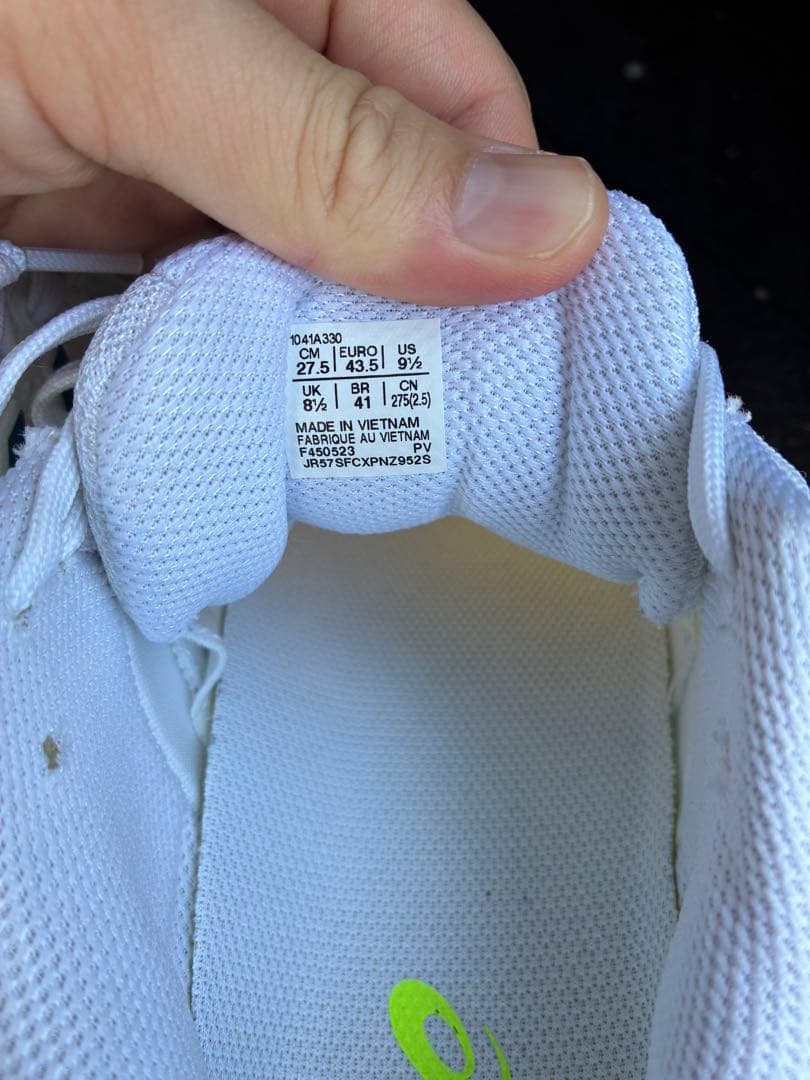 1041A330
CM | EURO | US
27.5 | 43.5 | 9½
UK | BR | CN
8½ | 41 | 275(2.5)
MADE IN VIETNAM
FABRIQUE AU VIETNAM
F450523 PV
JR57SFCXPNZ952S